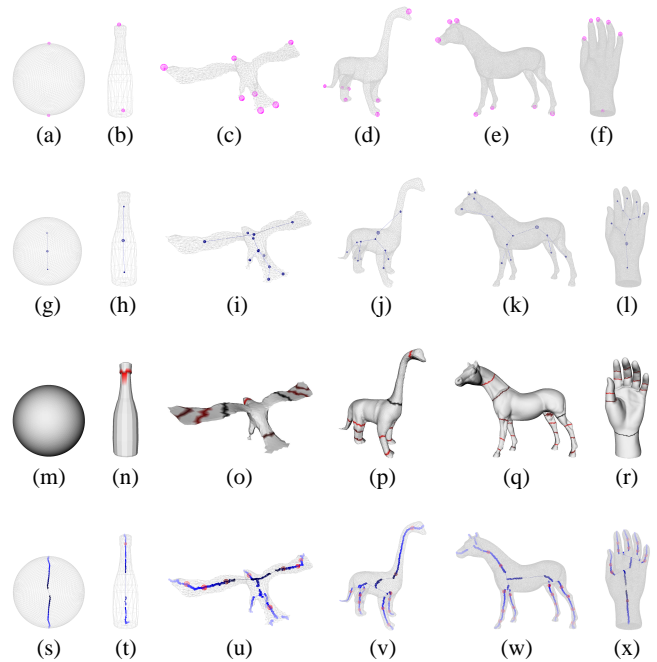 (a) (b) (c) (d) (e) (f)
(g) (h) (i) (j) (k) (l)
(m) (n) (o) (p) (q) (r)
(s) (t) (u) (v) (w) (x)